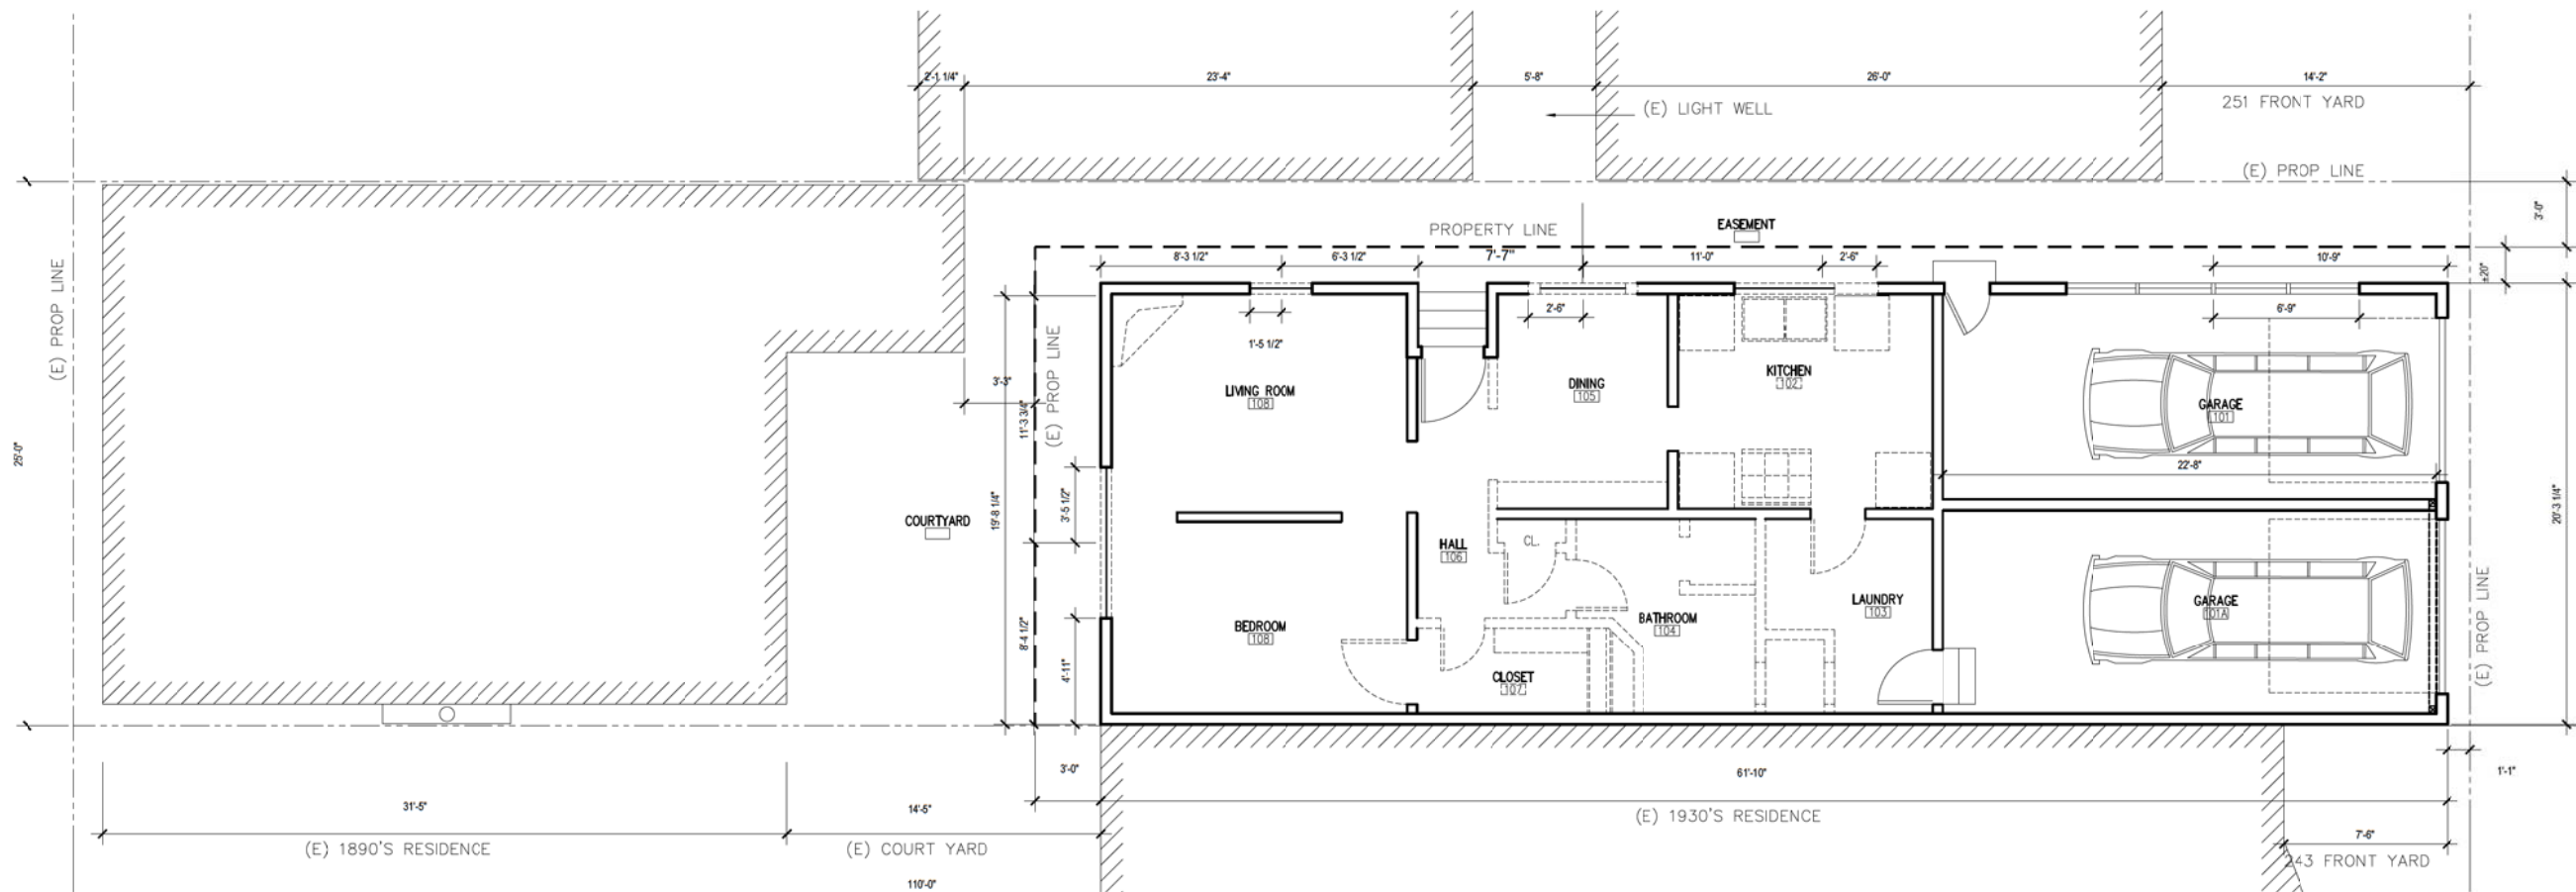 2'-1 1/4"
23'-4"
5'-8"
26'-0"
14'-2"
(E) LIGHT WELL
251 FRONT YARD
(E) PROP LINE
3'-0"
PROPERTY LINE
EASEMENT
8'-3 1/2"
6'-3 1/2"
7'-7"
11'-0"
2'-6"
10'-9"
±20"
(E) PROP LINE
(E) PROP LINE
1'-5 1/2"
2'-6"
6'-9"
3'-3"
11'-3 3/4"
LIVING ROOM
108
DINING
105
KITCHEN
102
GARAGE
101
25'-0"
22'-8"
19'-8 1/4"
3'-5 1/2"
20'-3 1/4"
COURTYARD
HALL
106
CL.
BEDROOM
108
BATHROOM
104
LAUNDRY
103
GARAGE
101A
(E) PROP LINE
8'-4 1/2"
4'-11"
CLOSET
107
3'-0"
61'-10"
1'-1"
31'-5"
14'-5"
(E) 1930'S RESIDENCE
(E) 1890'S RESIDENCE
(E) COURT YARD
7'-6"
243 FRONT YARD
110'-0"